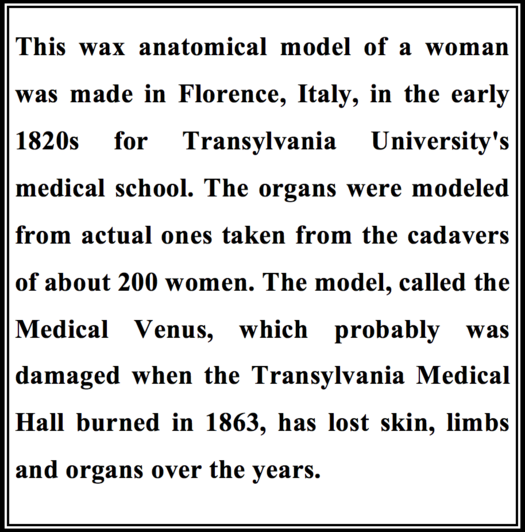 This wax anatomical model of a woman
was made in Florence, Italy, in the early
1820s for Transylvania University's
medical school. The organs were modeled
from actual ones taken from the cadavers
of about 200 women. The model, called the
Medical Venus, which probably was
damaged when the Transylvania Medical
Hall burned in 1863, has lost skin, limbs
and organs over the years.